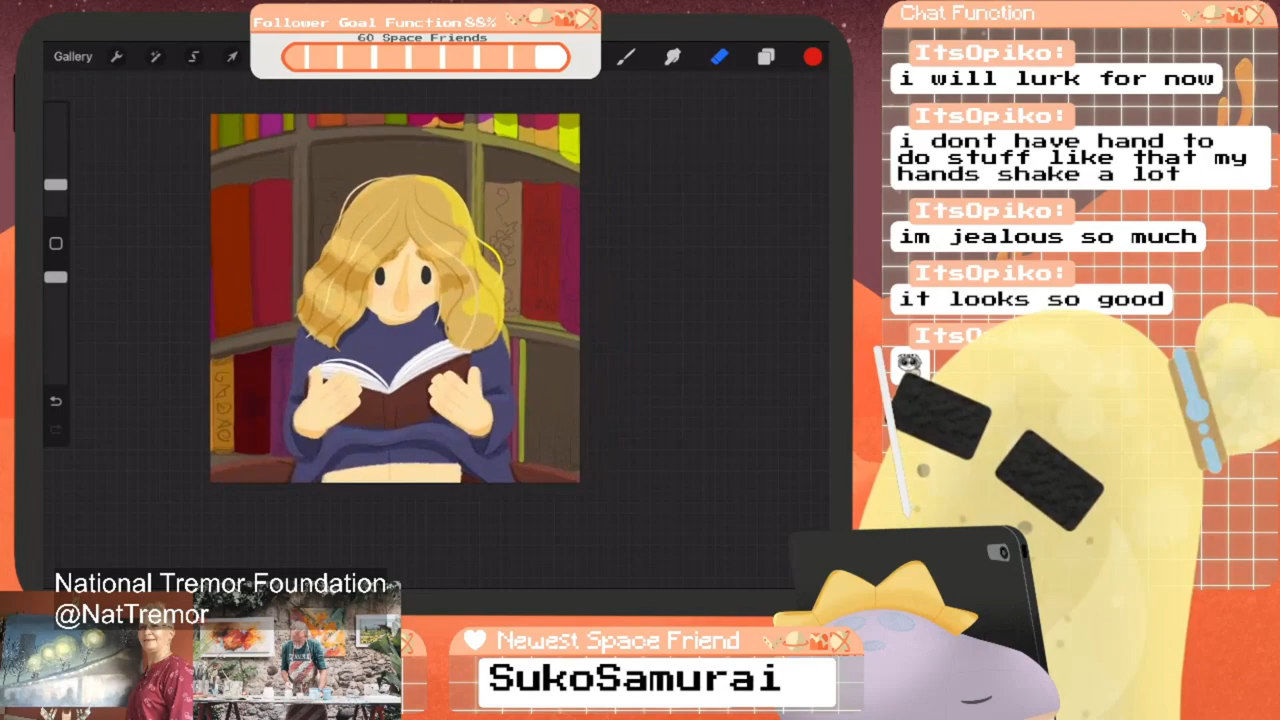 Follower Goal Function 88%
60 Space Friends
Gallery
Chat Function
ItsOpiko:
i will lurk for now
ItsOpiko:
i dont have hand to
do stuff like that my
hands shake a lot
ItsOpiko:
im jealous so much
ItsOpiko:
it looks so good
National Tremor Foundation
@NatTremor
Newest Space Friend
SukoSamurai